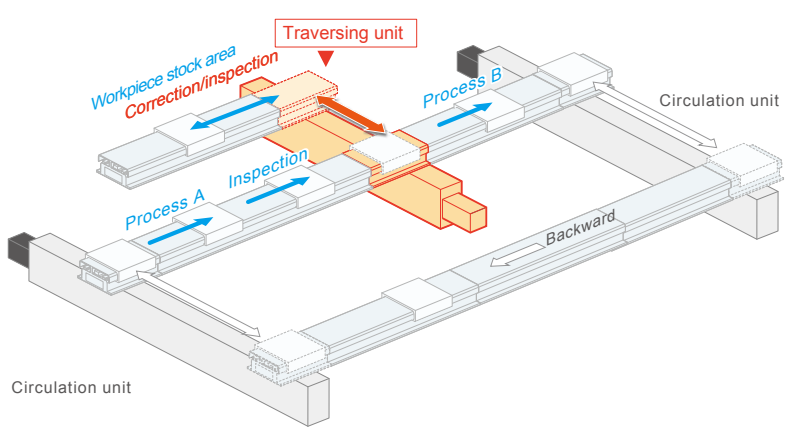 Traversing unit
Workpiece stock area
Correction/inspection
Process B
Circulation unit
Inspection
Process A
Backward
Circulation unit